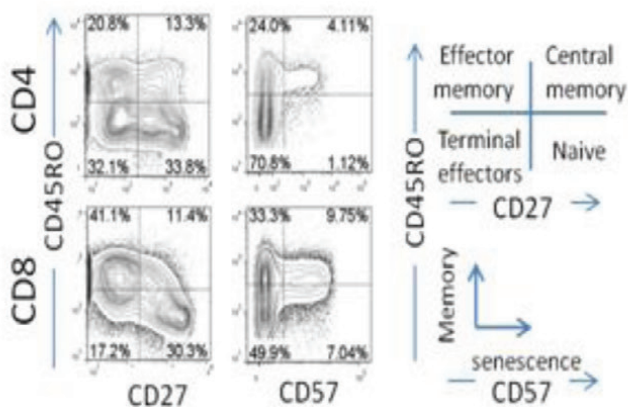 20.8% 13.3%
32.1% 33.8%
24.0% 4.11%
70.8% 1.12%
CD4
CD45RO
41.1% 11.4%
17.2% 30.3%
33.3% 9.75%
49.9% 7.04%
CD8
CD27
CD57
Effector
memory
Central
memory
Terminal
effectors
Naive
CD45RO
CD27
Memory
senescence
CD57